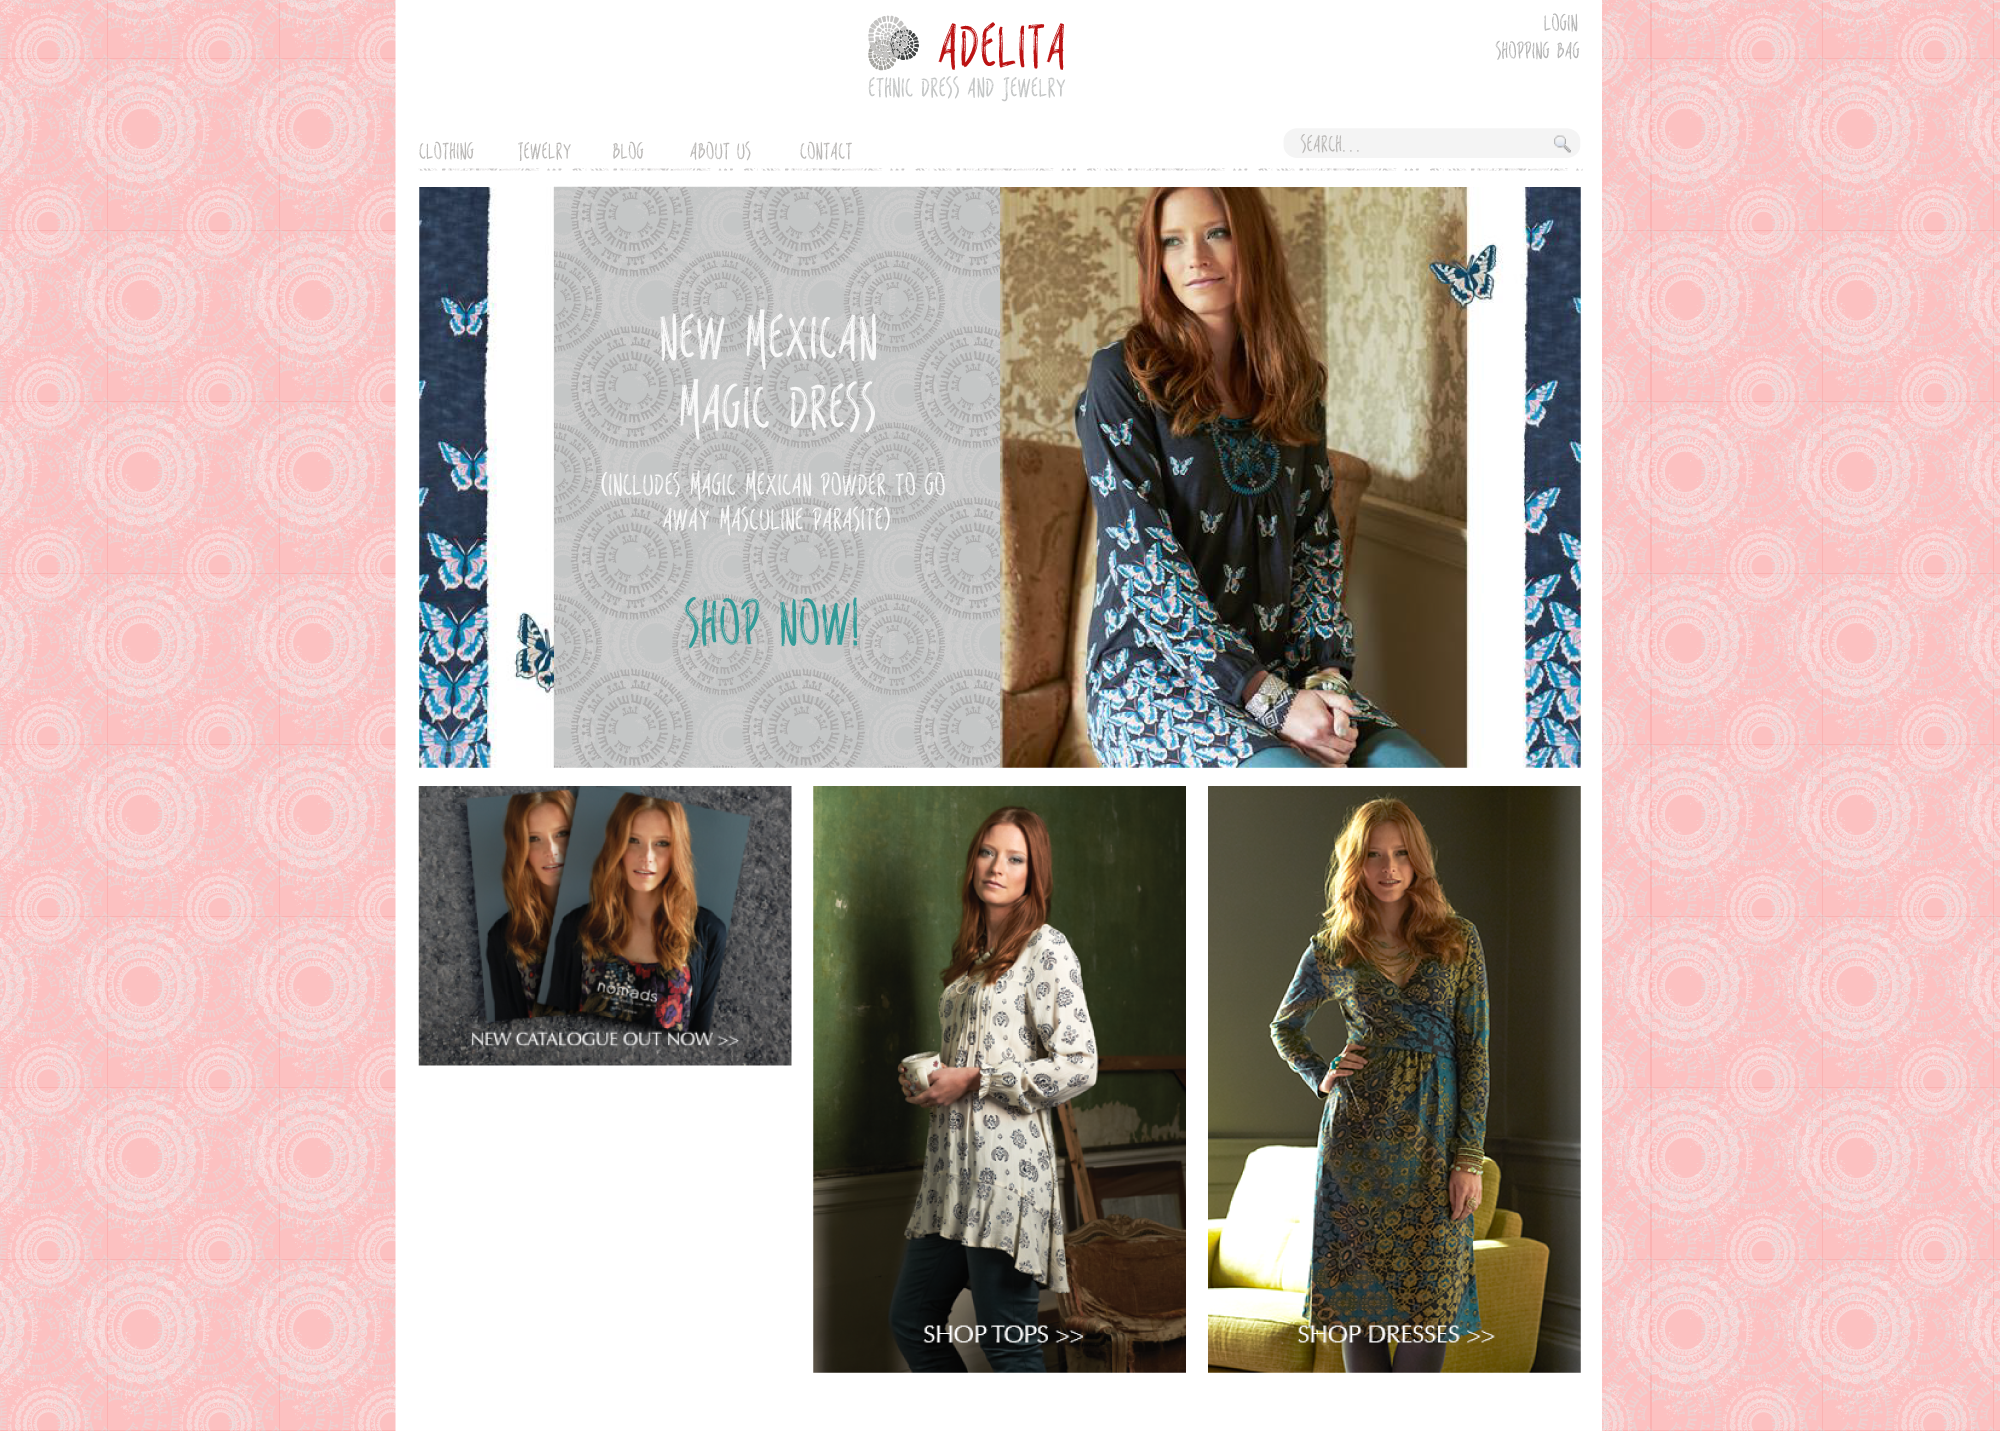 LOGIN
ADELITA
SHOPPING BAG
ETHNIC DRESS AND JEWELRY
CLOTHING
JEWELRY
BLOG
ABOUT US
CONTACT
SEARCH...
NEW MEXICAN
MAGIC DRESS
(INCLUDES MAGIC MEXICAN POWDER TO GO
AWAY MASCULINE PARASITE)
SHOP NOW!
nomads
NEW CATALOGUE OUT NOW >>
SHOP TOPS >>
SHOP DRESSES >>